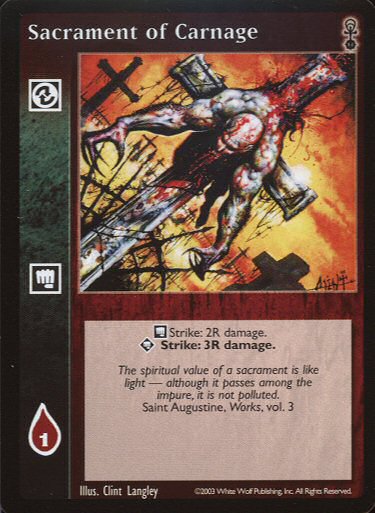 Sacrament of Carnage
Strike: 2R damage.
Strike: 3R damage.
The spiritual value of a sacrament is like
light — although it passes among the
impure, it is not polluted.
Saint Augustine, Works, vol. 3
1
Illus. Clint Langley
©2003 White Wolf Publishing, Inc. All Rights Reserved.